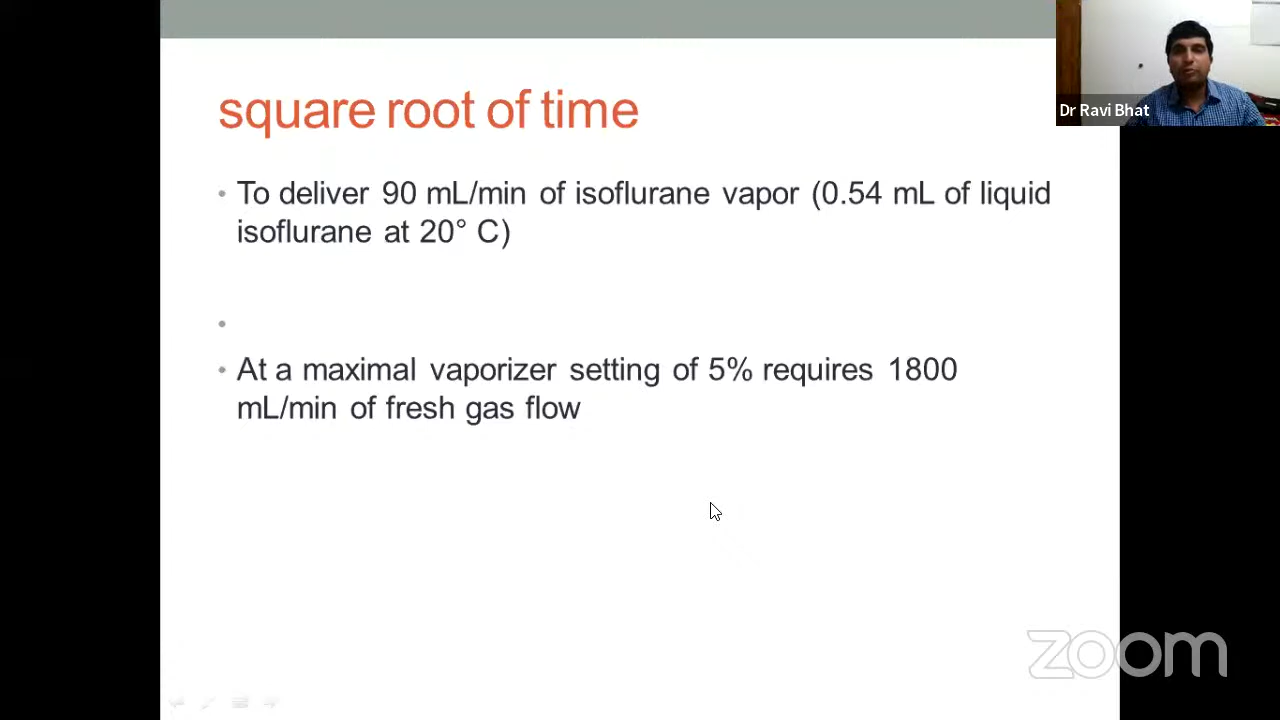 square root of time
• To deliver 90 mL/min of isoflurane vapor (0.54 mL of liquid
isoflurane at 20° C)
•
• At a maximal vaporizer setting of 5% requires 1800
mL/min of fresh gas flow
Dr Ravi Bhat
zoom